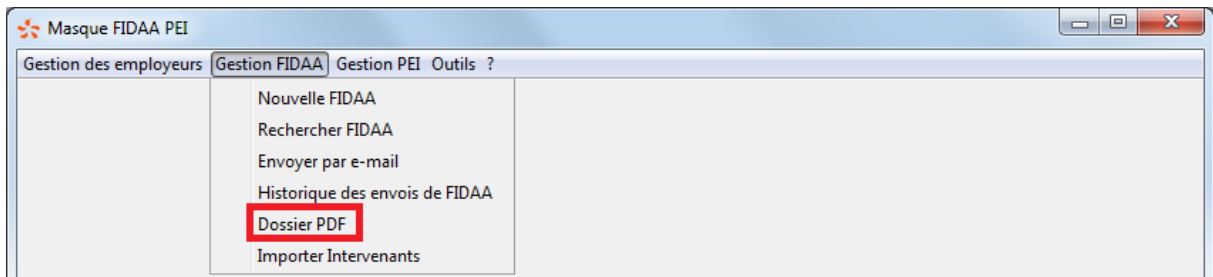 Masque FIDAA PEI
Gestion des employeurs Gestion FIDAA Gestion PEI Outils ?
Nouvelle FIDAA
Rechercher FIDAA
Envoyer par e-mail
Historique des envois de FIDAA
Dossier PDF
Importer Intervenants